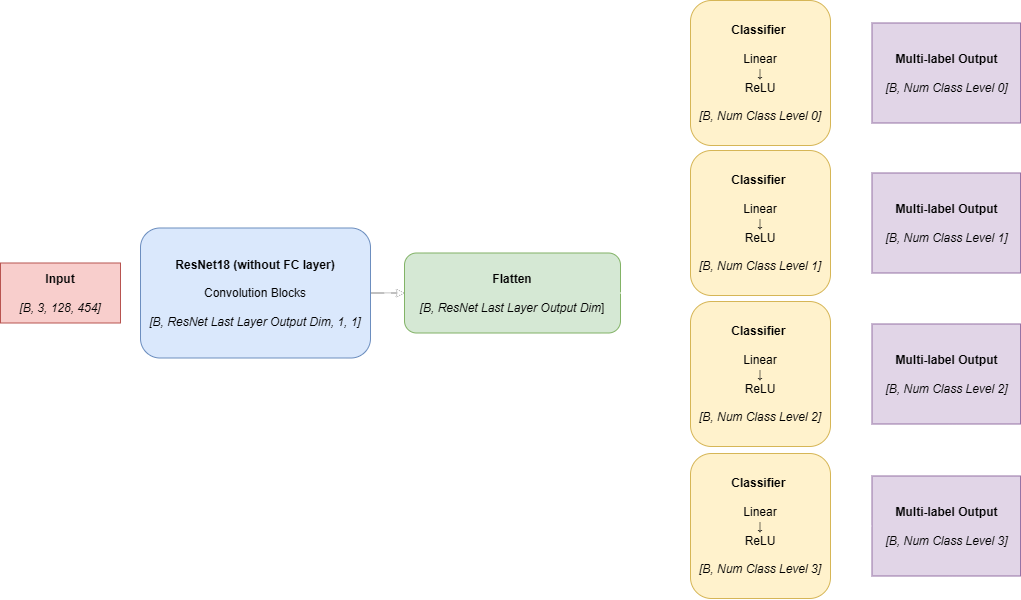 Input
[B, 3, 128, 454]
ResNet18 (without FC layer)
Convolution Blocks
[B, ResNet Last Layer Output Dim, 1, 1]
Flatten
[B, ResNet Last Layer Output Dim]
Classifier
Linear
↓
ReLU
[B, Num Class Level 0]
Multi-label Output
[B, Num Class Level 0]
Classifier
Linear
↓
ReLU
[B, Num Class Level 1]
Multi-label Output
[B, Num Class Level 1]
Classifier
Linear
↓
ReLU
[B, Num Class Level 2]
Multi-label Output
[B, Num Class Level 2]
Classifier
Linear
↓
ReLU
[B, Num Class Level 3]
Multi-label Output
[B, Num Class Level 3]